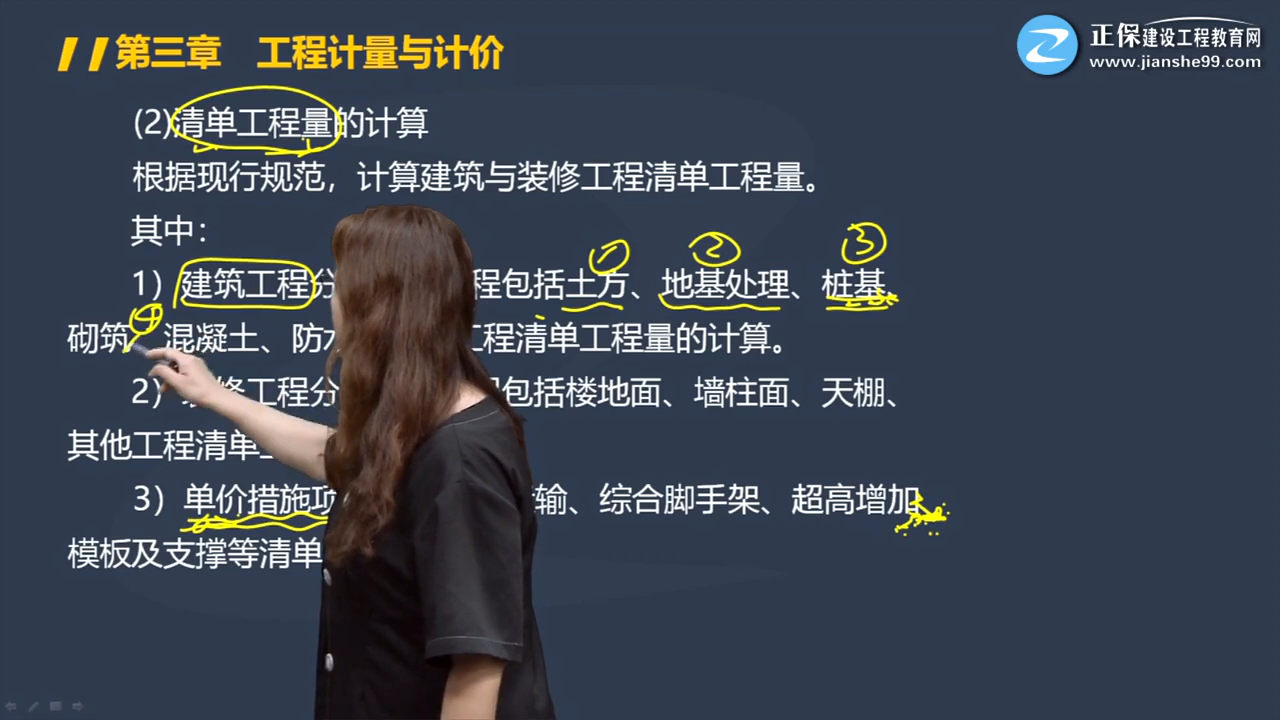 第三章 工程计量与计价
正保建设工程教育网
www.jianshe99.com
(2)清单工程量的计算
根据现行规范，计算建筑与装修工程清单工程量。
其中：
① ② ③
1）建筑工程分 程包括土方、地基处理、桩基、
④
砌筑、混凝土、防水 工程清单工程量的计算。
2）装修工程分 包括楼地面、墙柱面、天棚、
其他工程清单
3）单价措施项 输、综合脚手架、超高增加
模板及支撑等清单